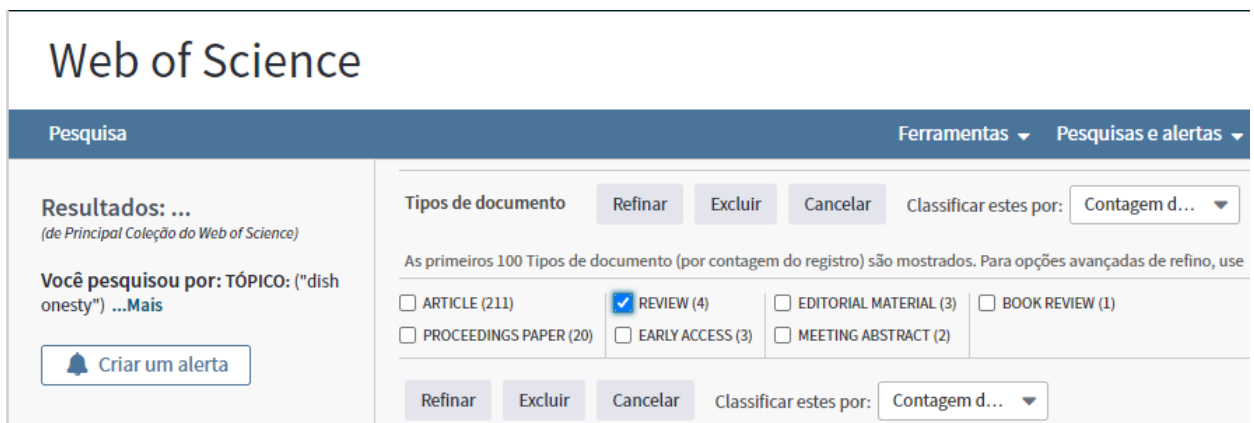 Web of Science
Pesquisa
Ferramentas
Pesquisas e alertas
Resultados: ...
(de Principal Coleção do Web of Science)
Você pesquisou por: TÓPICO: ("dish
onesty") ...Mais
Criar um alerta
Tipos de documento
Refinar
Excluir
Cancelar
Classificar estes por:
Contagem d...
As primeiros 100 Tipos de documento (por contagem do registro) são mostrados. Para opções avançadas de refino, use
ARTICLE (211)
REVIEW (4)
EDITORIAL MATERIAL (3)
BOOK REVIEW (1)
PROCEEDINGS PAPER (20)
EARLY ACCESS (3)
MEETING ABSTRACT (2)
Refinar
Excluir
Cancelar
Classificar estes por:
Contagem d...